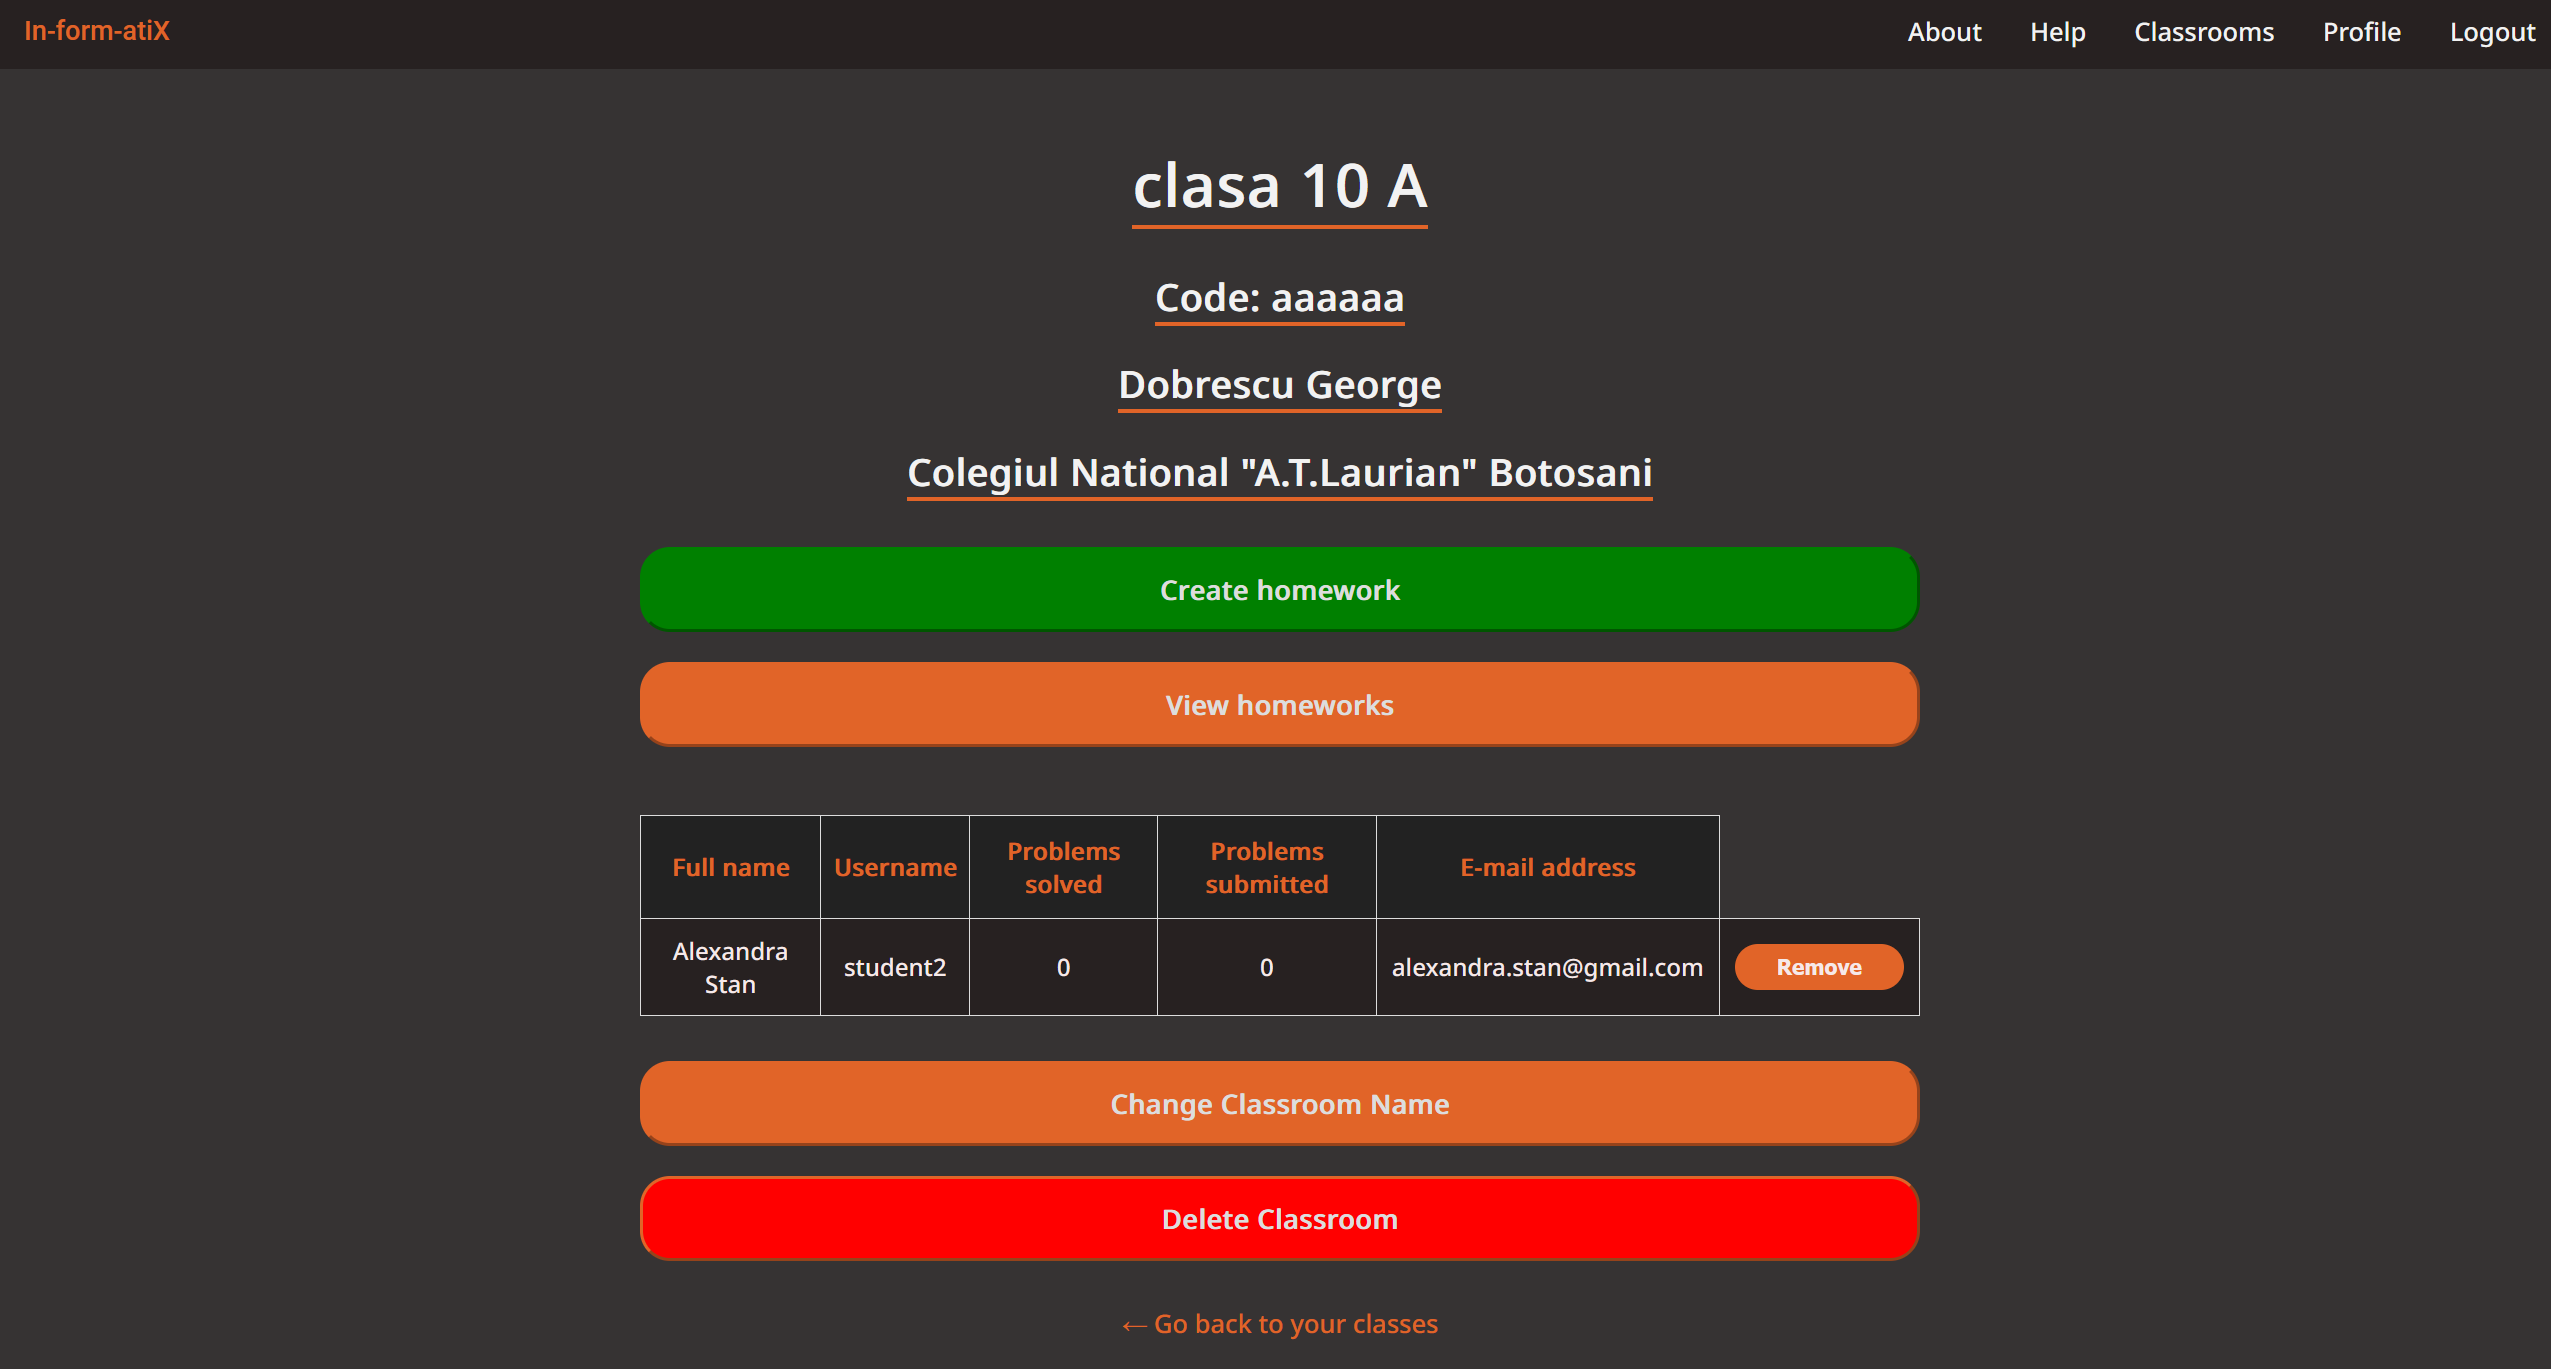 In-form-atiX About Help Classrooms Profile Logout
clasa 10 A
Code: aaaaaa
Dobrescu George
Colegiul National "A.T.Laurian" Botosani
Create homework
View homeworks
Full name Username Problems solved Problems submitted E-mail address
Alexandra Stan student2 0 0 alexandra.stan@gmail.com Remove
Change Classroom Name
Delete Classroom
← Go back to your classes